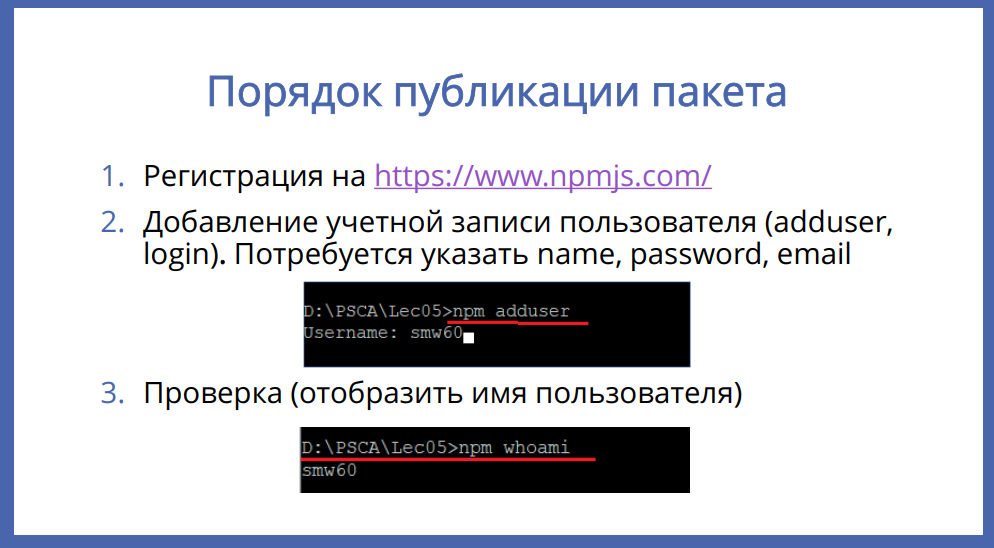 Порядок публикации пакета
1. Регистрация на https://www.npmjs.com/
2. Добавление учетной записи пользователя (adduser,
login). Потребуется указать name, password, email
D:\PSCA\Lec05>npm adduser
Username: smw60
3. Проверка (отобразить имя пользователя)
D:\PSCA\Lec05>npm whoami
smw60